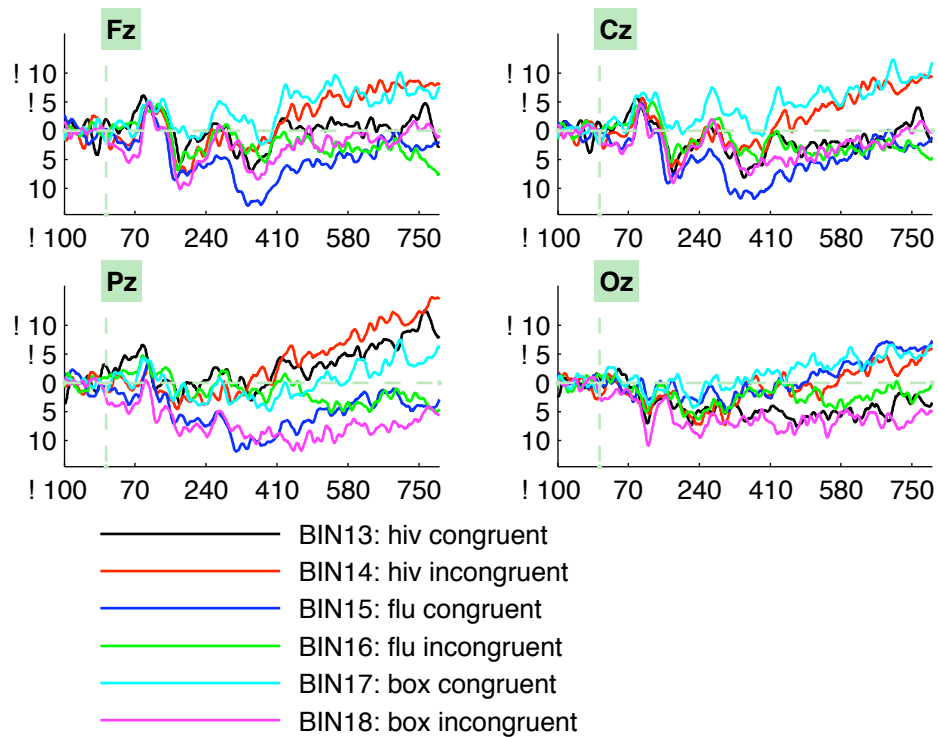 Fz
! 10
! 5
0
5
10
! 100 70 240 410 580 750
Cz
! 10
! 5
0
5
10
! 100 70 240 410 580 750
Pz
! 10
! 5
0
5
10
! 100 70 240 410 580 750
Oz
! 10
! 5
0
5
10
! 100 70 240 410 580 750
BIN13: hiv congruent
BIN14: hiv incongruent
BIN15: flu congruent
BIN16: flu incongruent
BIN17: box congruent
BIN18: box incongruent